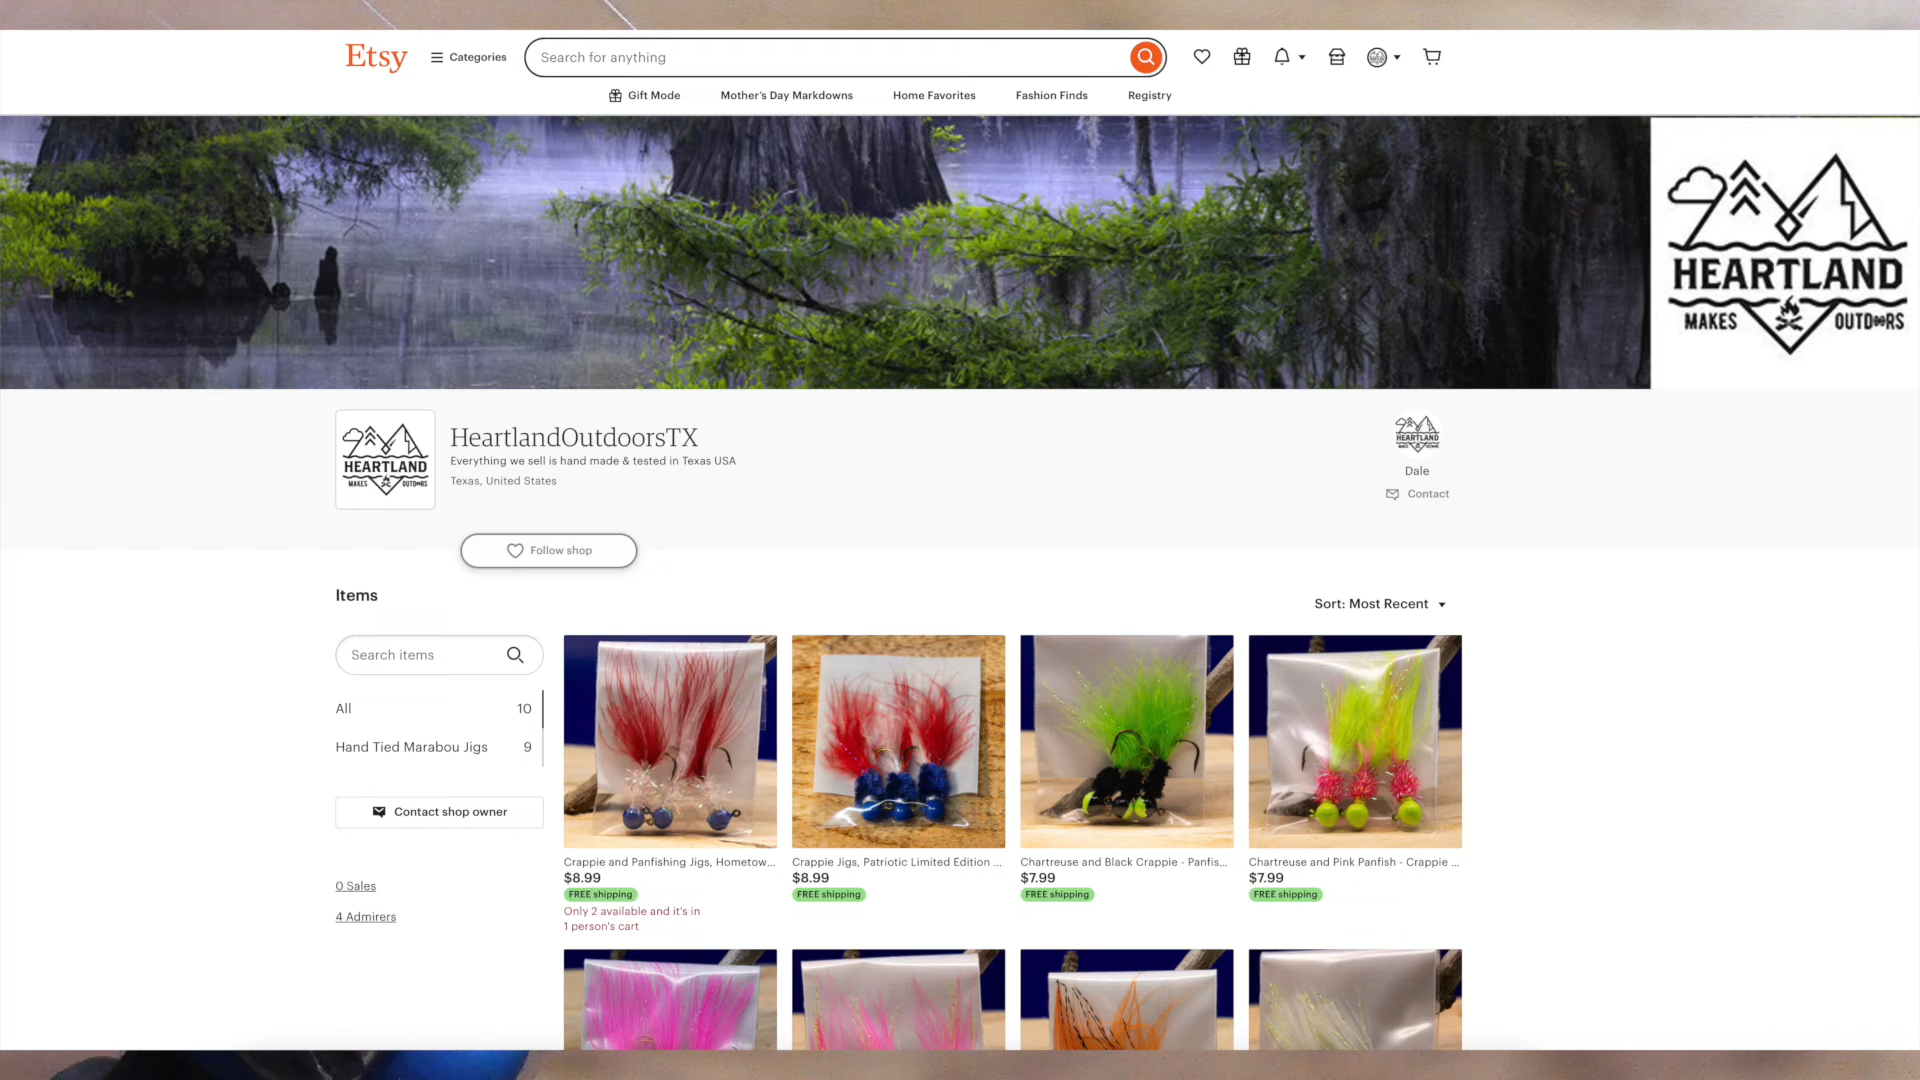 Etsy
Categories
Search for anything
Gift Mode
Mother's Day Markdowns
Home Favorites
Fashion Finds
Registry
HEARTLAND
MAKES OUTDOORS
HeartlandOutdoorsTX
Everything we sell is hand made & tested in Texas USA
Texas, United States
HEARTLAND
MAKES OUTDOORS
HEARTLAND
Dale
Contact
Follow shop
Items
Sort: Most Recent
Search items
All 10
Hand Tied Marabou Jigs 9
Contact shop owner
0 Sales
4 Admirers
Crappie and Panfishing Jigs, Hometow...
$8.99
FREE shipping
Only 2 available and it's in
1 person's cart
Crappie Jigs, Patriotic Limited Edition ...
$8.99
FREE shipping
Chartreuse and Black Crappie - Panfis...
$7.99
FREE shipping
Chartreuse and Pink Panfish - Crappie ...
$7.99
FREE shipping